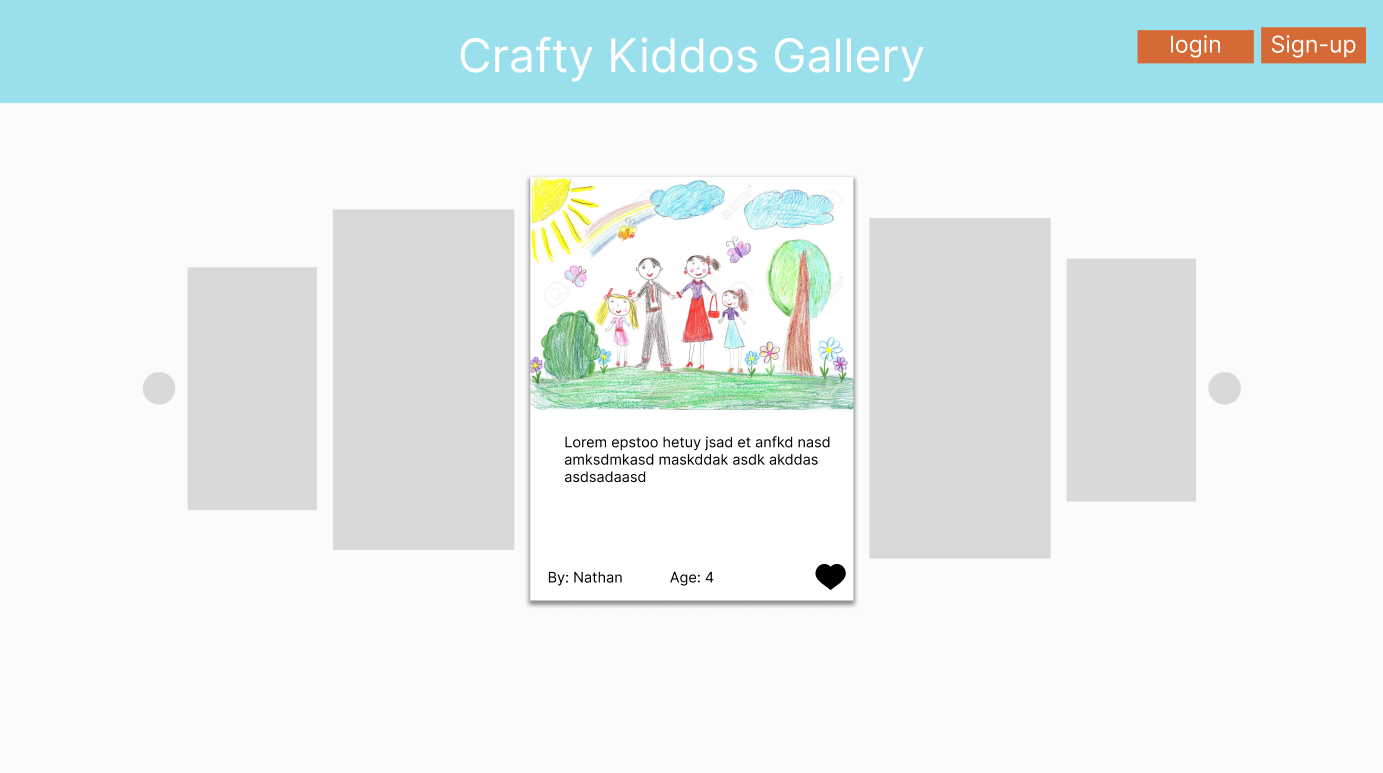 Crafty Kiddos Gallery
login
Sign-up
Lorem epstoo hetuy jsad et anfkd nasd
amksdmkasd maskddak asdk akddas
asdsadaasd
By: Nathan
Age: 4